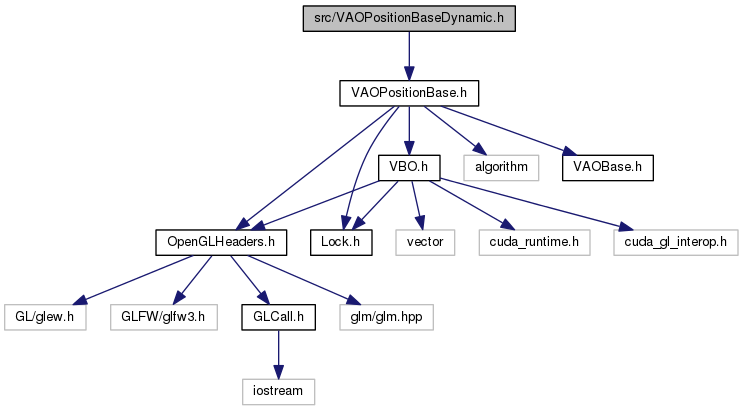 src/VAOPositionBaseDynamic.h
VAOPositionBase.h
VBO.h
algorithm
VAOBase.h
OpenGLHeaders.h
Lock.h
vector
cuda_runtime.h
cuda_gl_interop.h
GL/glew.h
GLFW/glfw3.h
GLCall.h
glm/glm.hpp
iostream